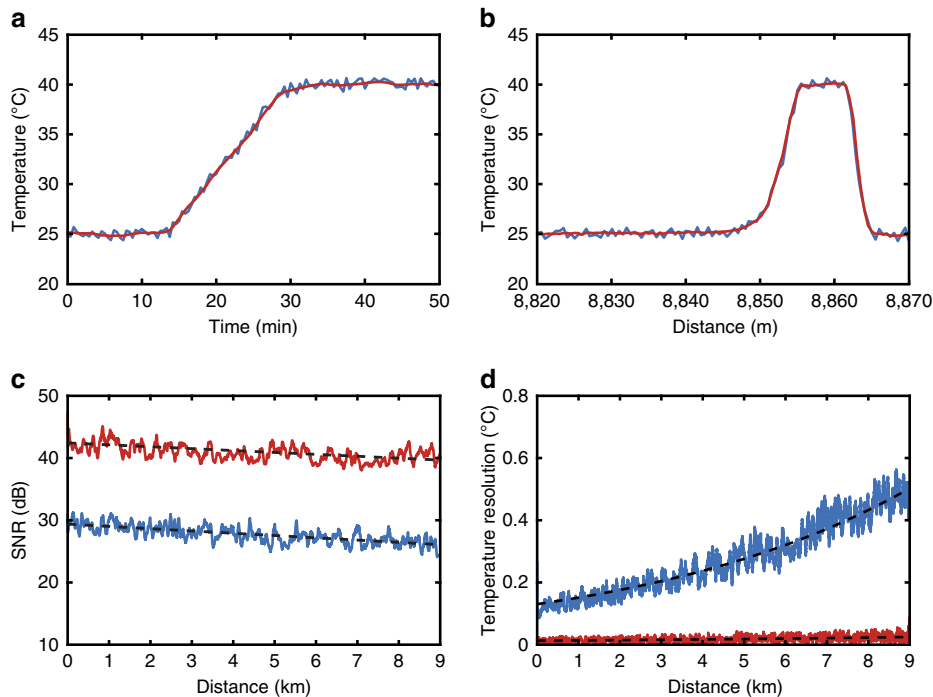 a
45
40
35
30
25
20
Temperature (°C)
0 10 20 30 40 50
Time (min)
b
45
40
35
30
25
20
Temperature (°C)
8,820 8,830 8,840 8,850 8,860 8,870
Distance (m)
c
50
40
30
20
10
SNR (dB)
0 1 2 3 4 5 6 7 8 9
Distance (km)
d
0.8
0.6
0.4
0.2
0
Temperature resolution (°C)
0 1 2 3 4 5 6 7 8 9
Distance (km)